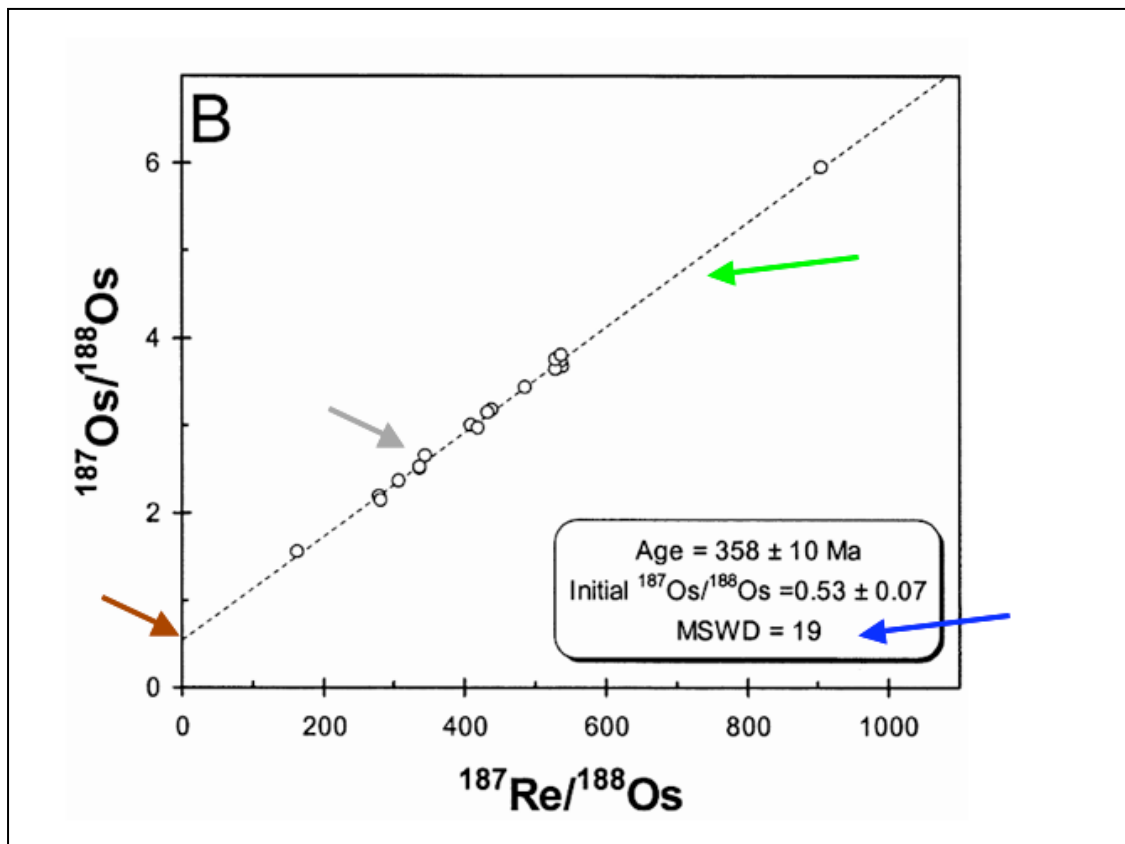 B
6
4
2
0
¹⁸⁷Os/¹⁸⁸Os
Age = 358 ± 10 Ma
Initial ¹⁸⁷Os/¹⁸⁸Os =0.53 ± 0.07
MSWD = 19
0 200 400 600 800 1000
¹⁸⁷Re/¹⁸⁸Os